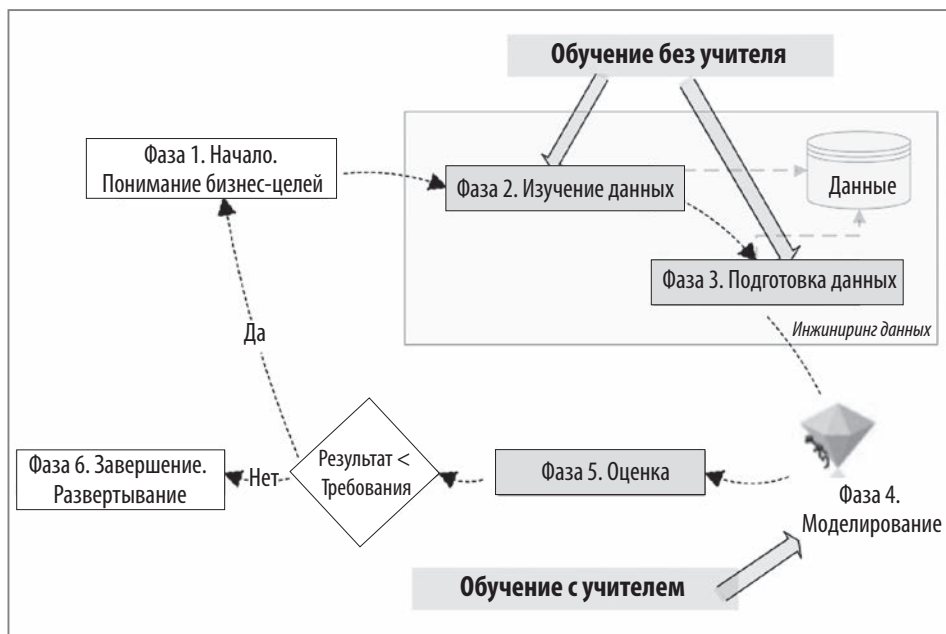 Обучение без учителя
Фаза 1. Начало.
Понимание бизнес-целей
Фаза 2. Изучение данных
Данные
Фаза 3. Подготовка данных
Инжиниринг данных
Да
Фаза 6. Завершение.
Развертывание
Нет
Результат <
Требования
Фаза 5. Оценка
Фаза 4.
Моделирование
Обучение с учителем